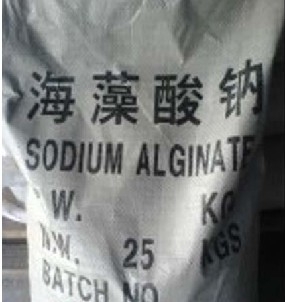 海藻酸钠
SODIUM ALGINATE
.W. KG
N.W. 25 KGS
BATCH NO